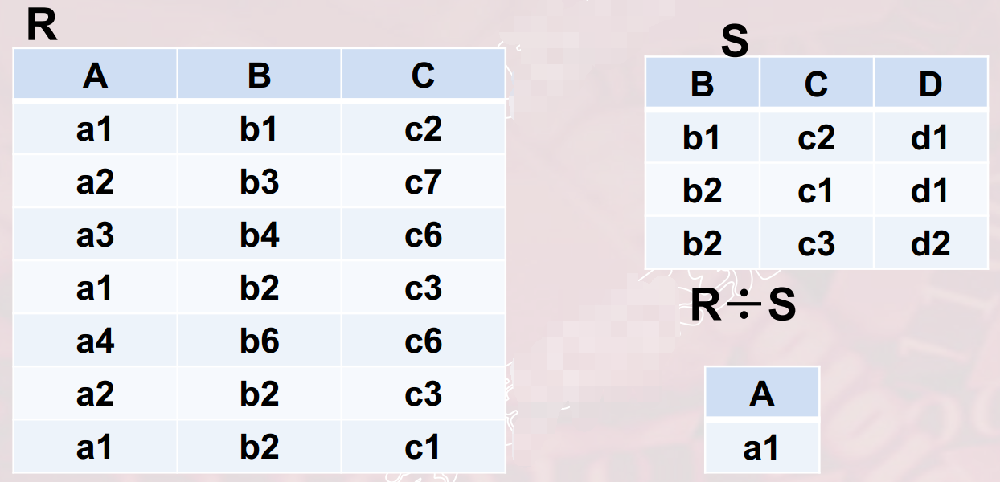 R
A B C
a1 b1 c2
a2 b3 c7
a3 b4 c6
a1 b2 c3
a4 b6 c6
a2 b2 c3
a1 b2 c1
S
B C D
b1 c2 d1
b2 c1 d1
b2 c3 d2
R÷S
A
a1